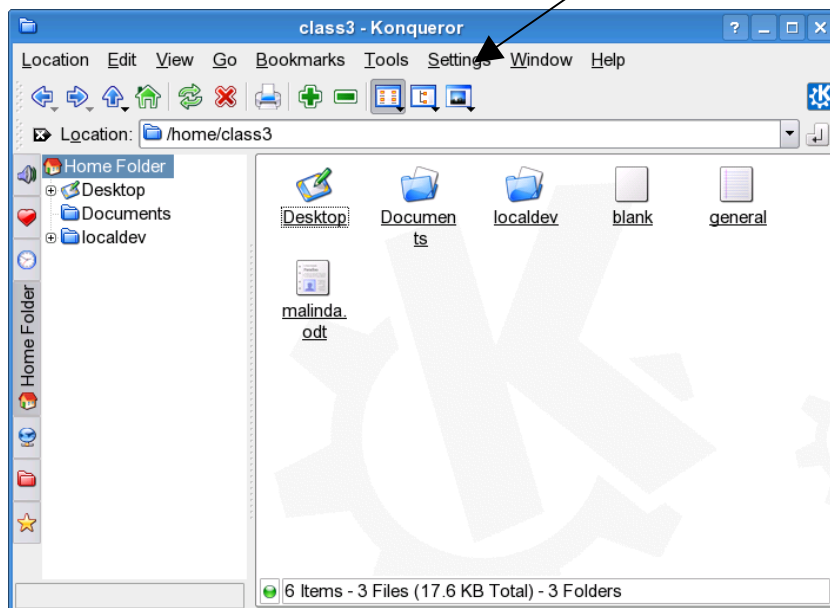 class3 - Konqueror
Location Edit View Go Bookmarks Tools Settings Window Help
Location: /home/class3
Home Folder
Desktop
Documents
localdev
Home Folder
Desktop Documen localdev blank general
ts
malinda.
odt
6 Items - 3 Files (17.6 KB Total) - 3 Folders